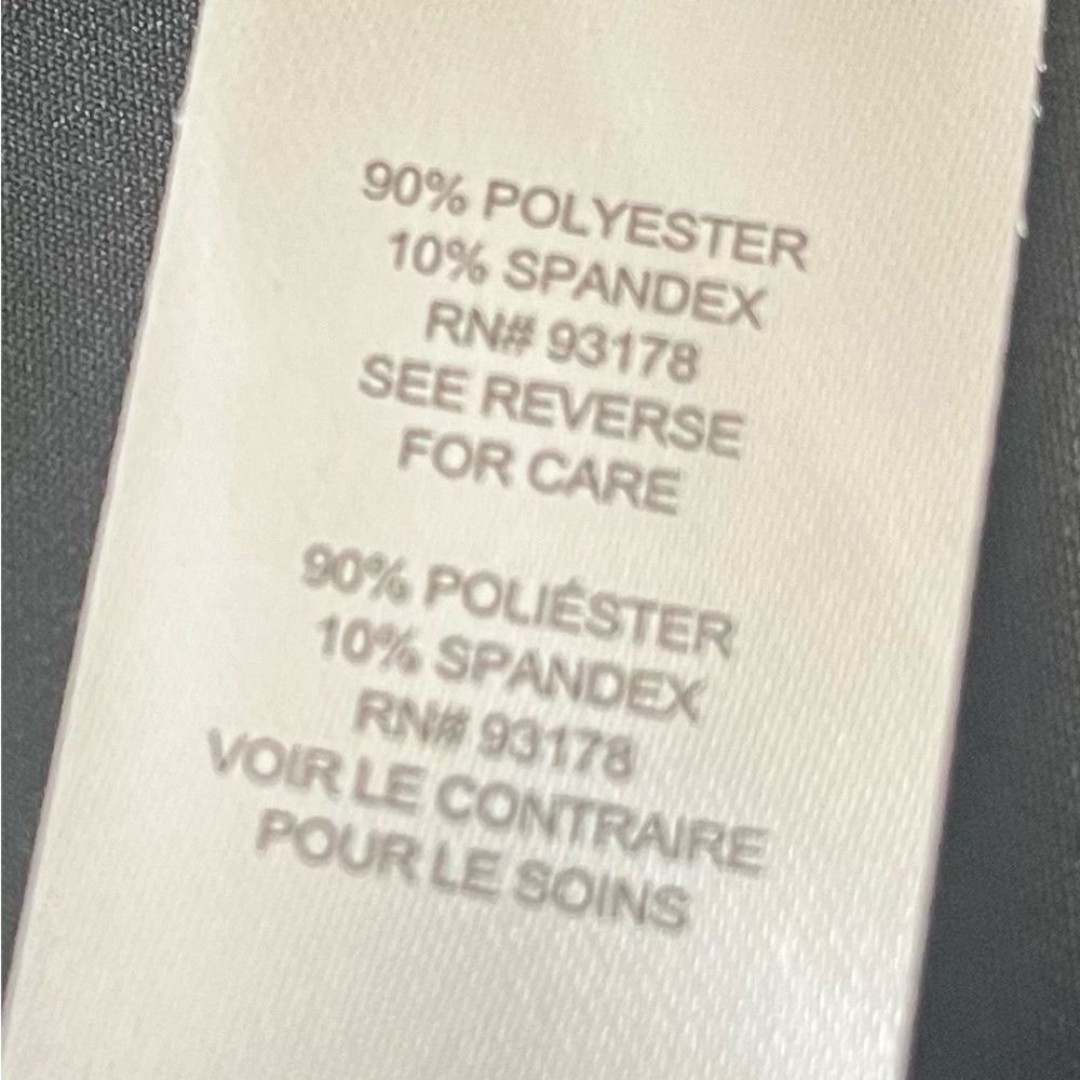 90% POLYESTER
10% SPANDEX
RN# 93178
SEE REVERSE
FOR CARE
90% POLIÉSTER
10% SPANDEX
RN# 93178
VOIR LE CONTRAIRE
POUR LE SOINS